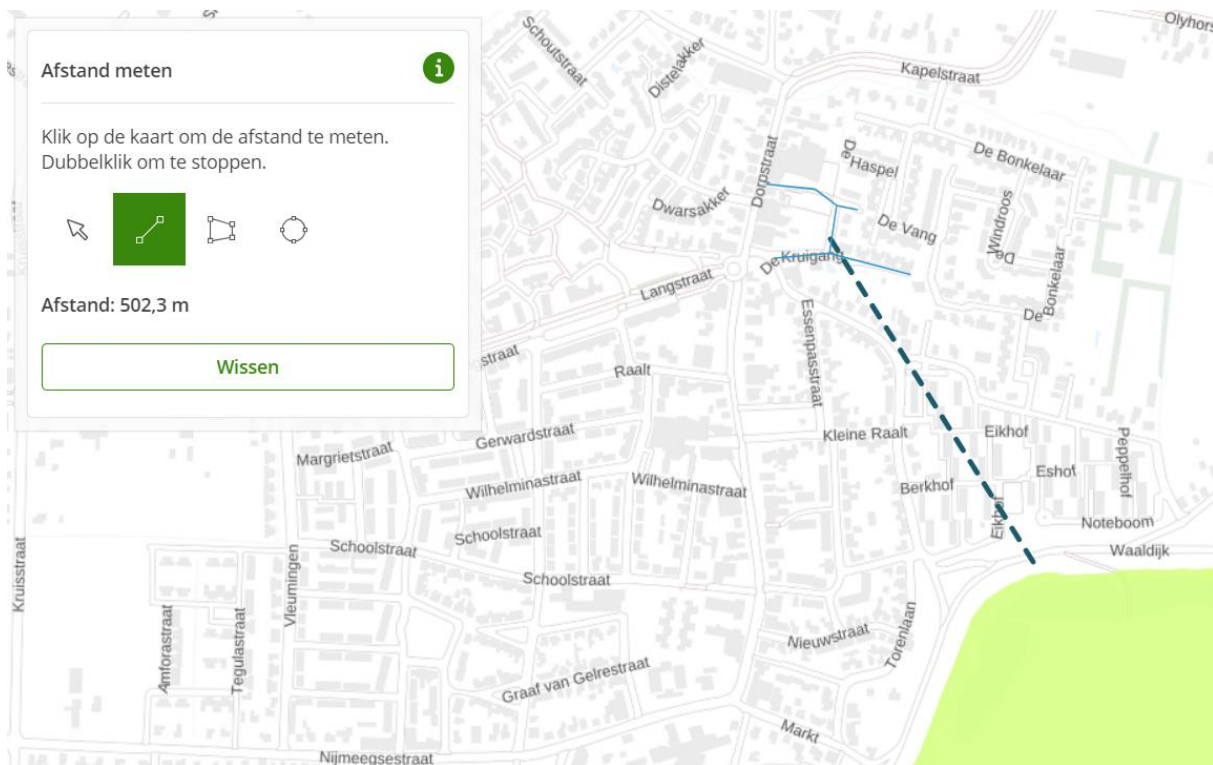 Afstand meten
i
Klik op de kaart om de afstand te meten.
Dubbelklik om te stoppen.
Afstand: 502,3 m
Wissen
Schoutstraat
Distelakker
Olyhors
Kapelstraat
Dorpstraat
De Haspel
De Bonkelaar
Dwarsakker
De Vang
De Windroos
De Bonkelaar
De Kruigang
Langstraat
Essenpasstraat
straat
Raalt
Gerwardstraat
Kleine Raalt
Eikhof
Peppelhof
Margrietstraat
Wilhelminastraat
Wilhelminastraat
Berkhof
Eshof
Eikhof
Noteboom
Schoolstraat
Schoolstraat
Waaldijk
Kruisstraat
Vleumingen
Schoolstraat
Amforastraat
Tegulastraat
Nieuwstraat
Torenlaan
Graaf van Gelrestraat
Markt
Nijmeegsestraat